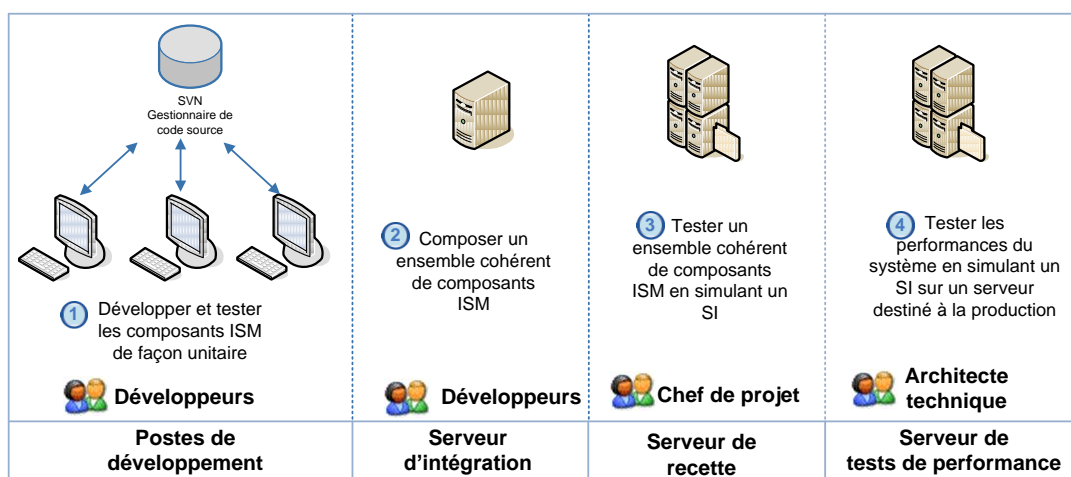 SVN
Gestionnaire de
code source
1
Développer et tester
les composants ISM
de façon unitaire
Développeurs
Postes de
développement
2
Composer un
ensemble cohérent
de composants
ISM
Développeurs
Serveur
d'intégration
3
Tester un
ensemble cohérent
de composants
ISM en simulant un
SI
Chef de projet
Serveur de
recette
4
Tester les
performances du
système en simulant un
SI sur un serveur
destiné à la production
Architecte
technique
Serveur de
tests de performance